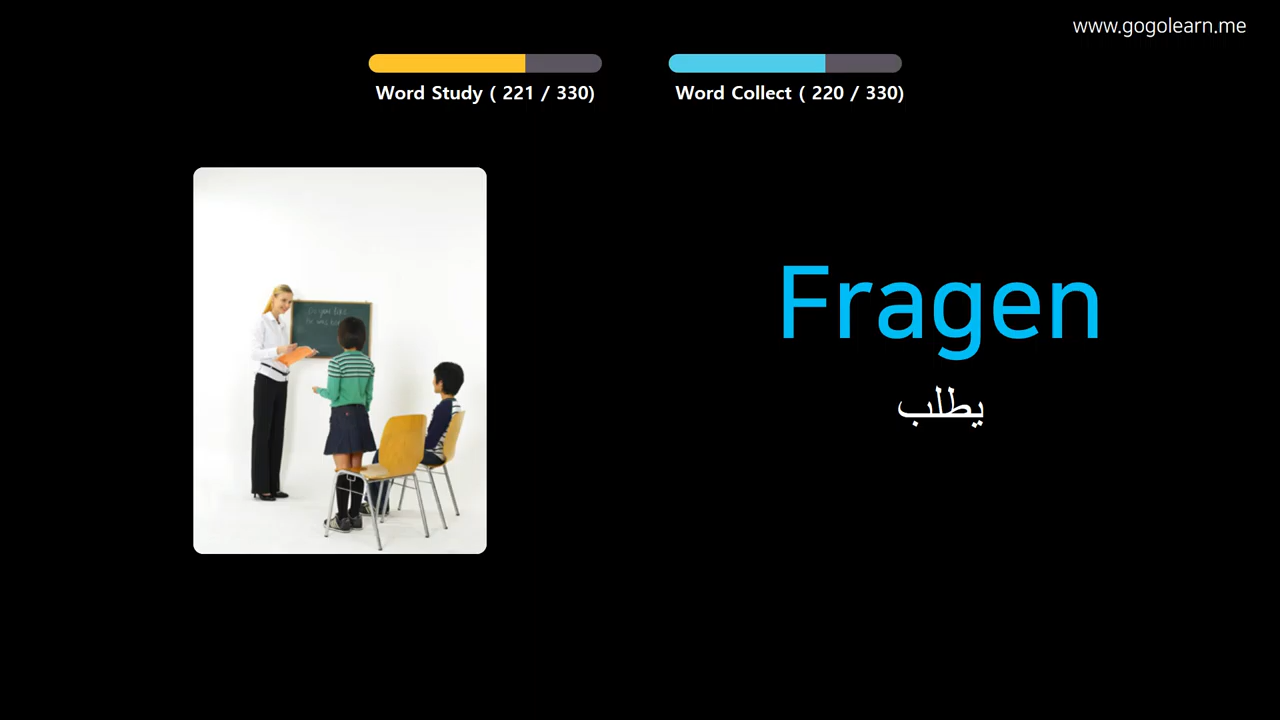 www.gogolearn.me
Word Study ( 221 / 330)
Word Collect ( 220 / 330)
Fragen
يطلب